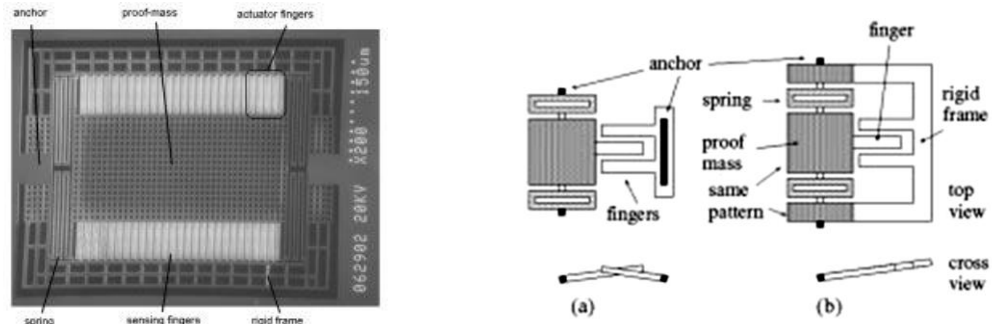 anchor
proof-mass
actuator fingers
062902 20KV X200 150um
spring
sensing fingers
rigid frame
anchor
finger
spring
rigid
frame
proof
mass
same
pattern
fingers
top
view
cross
view
(a)
(b)